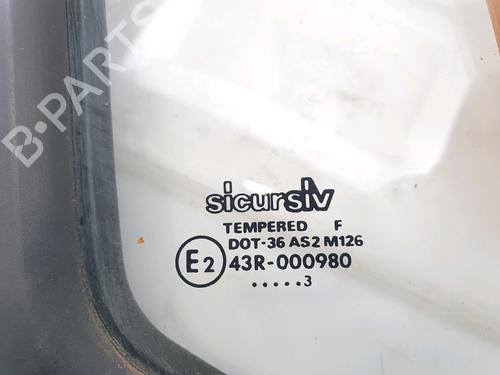 B-PARTS
sicursiv
TEMPERED F
DOT-36 AS2 M126
E2 43R-000980
.....3